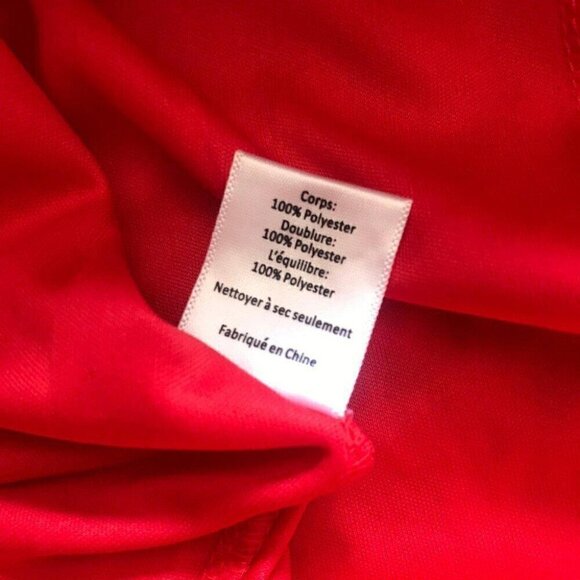 Corps:
100% Polyester
Doublure:
100% Polyester
L'équilibre:
100% Polyester
Nettoyer à sec seulement
Fabriqué en Chine